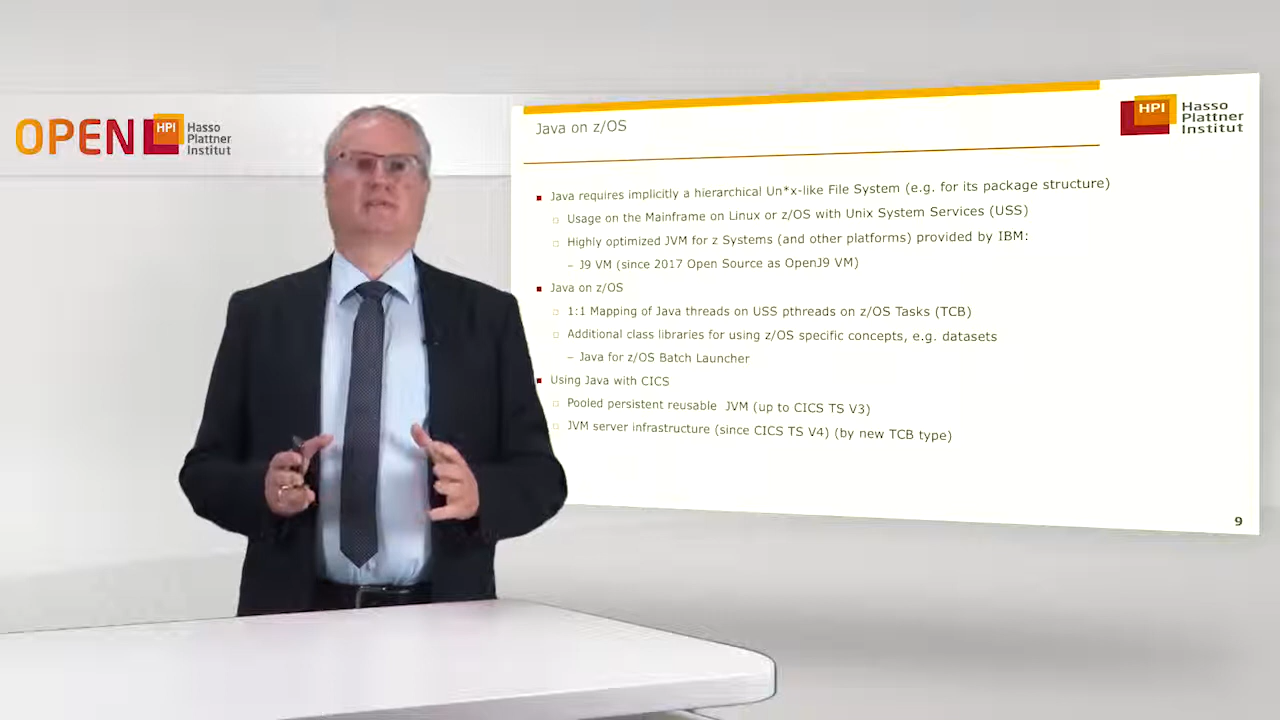 OPEN HPI Hasso
Plattner
Institut
Java on z/OS
HPI Hasso
Plattner
Institut
▪ Java requires implicitly a hierarchical Un*x-like File System (e.g. for its package structure)
□ Usage on the Mainframe on Linux or z/OS with Unix System Services (USS)
□ Highly optimized JVM for z Systems (and other platforms) provided by IBM:
– J9 VM (since 2017 Open Source as OpenJ9 VM)
▪ Java on z/OS
□ 1:1 Mapping of Java threads on USS pthreads on z/OS Tasks (TCB)
□ Additional class libraries for using z/OS specific concepts, e.g. datasets
– Java for z/OS Batch Launcher
▪ Using Java with CICS
□ Pooled persistent reusable JVM (up to CICS TS V3)
□ JVM server infrastructure (since CICS TS V4) (by new TCB type)
9